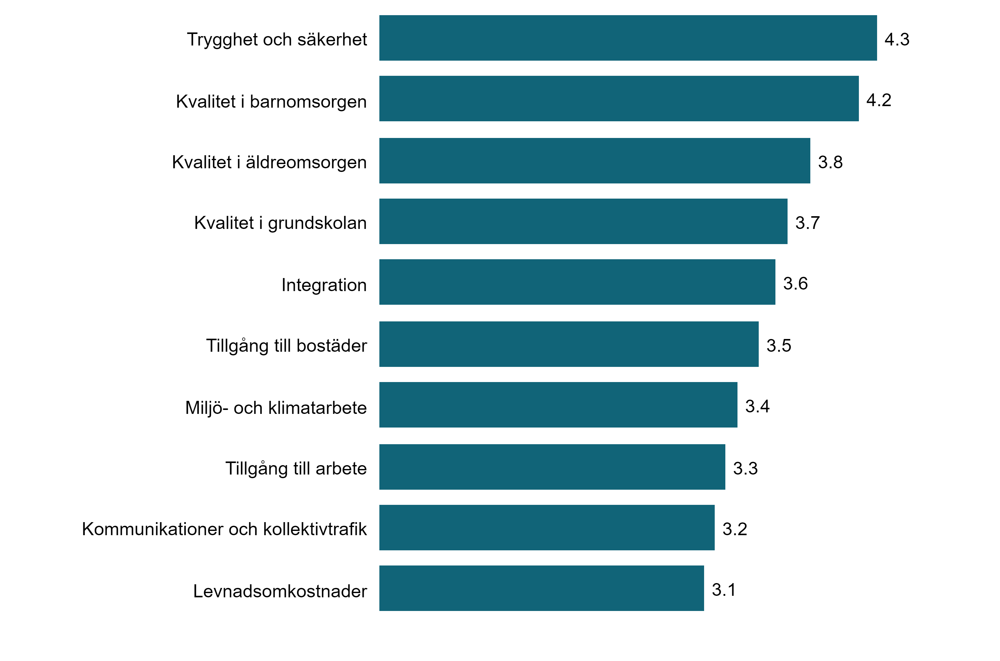 Trygghet och säkerhet 4.3
Kvalitet i barnomsorgen 4.2
Kvalitet i äldreomsorgen 3.8
Kvalitet i grundskolan 3.7
Integration 3.6
Tillgång till bostäder 3.5
Miljö- och klimatarbete 3.4
Tillgång till arbete 3.3
Kommunikationer och kollektivtrafik 3.2
Levnadsomkostnader 3.1